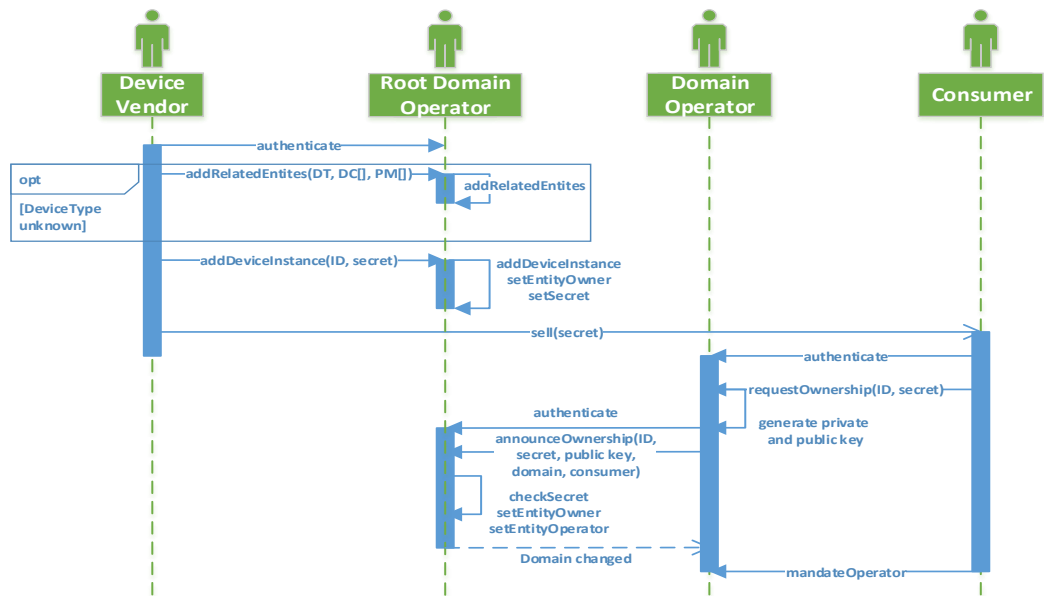 Device
Vendor
Root Domain
Operator
Domain
Operator
Consumer
authenticate
opt
addRelatedEntites(DT, DC[], PM[])
addRelatedEntites
[DeviceType
unknown]
addDeviceInstance(ID, secret)
addDeviceInstance
setEntityOwner
setSecret
sell(secret)
authenticate
requestOwnership(ID, secret)
generate private
and public key
authenticate
announceOwnership(ID,
secret, public key,
domain, consumer)
checkSecret
setEntityOwner
setEntityOperator
Domain changed
mandateOperator